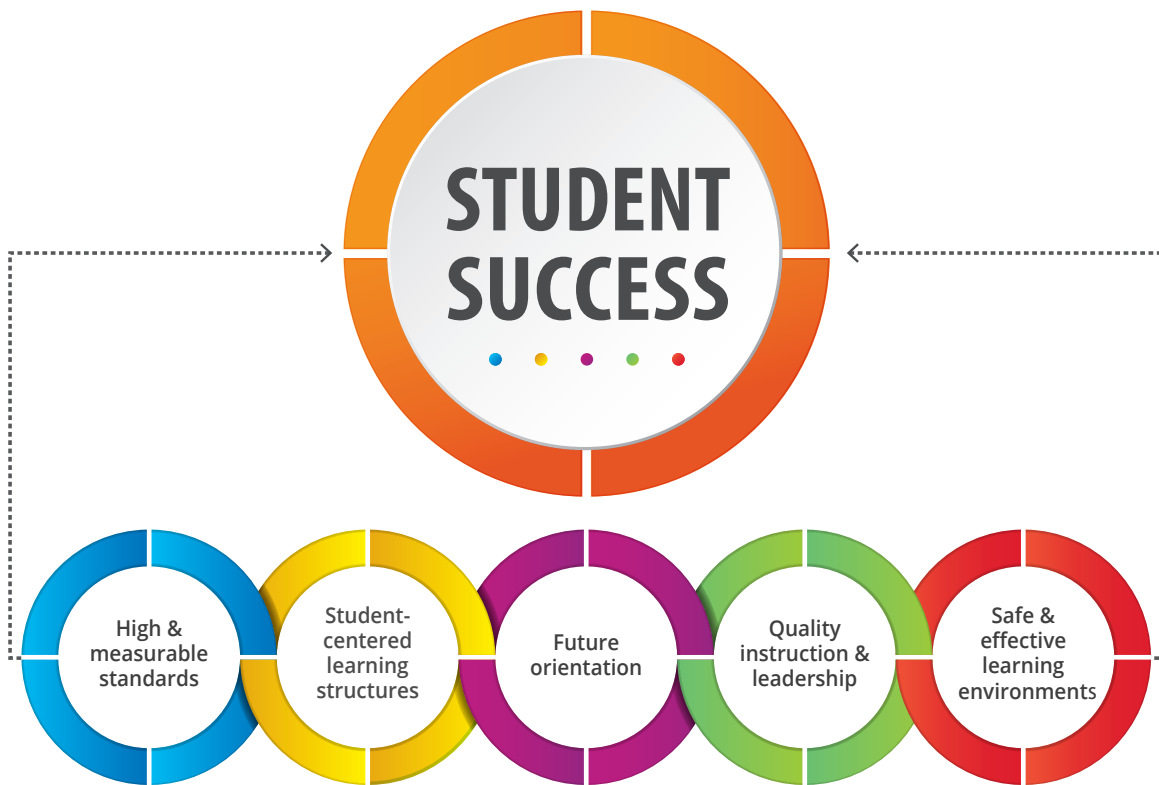 STUDENT
SUCCESS
High &
measurable
standards
Student-
centered
learning
structures
Future
orientation
Quality
instruction &
leadership
Safe &
effective
learning
environments